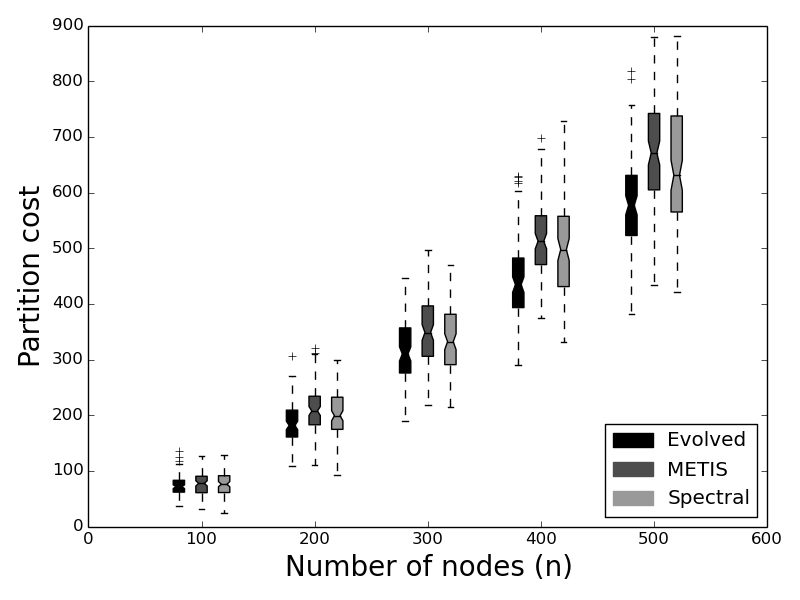 900
800
700
600
500
400
300
200
100
0
Partition cost
0 100 200 300 400 500 600
Number of nodes (n)
Evolved
METIS
Spectral